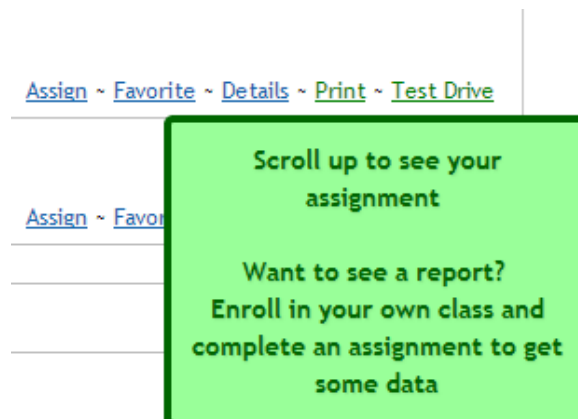 Assign ~ Favorite ~ Details ~ Print ~ Test Drive
Scroll up to see your
assignment
Assign ~ Favor
Want to see a report?
Enroll in your own class and
complete an assignment to get
some data